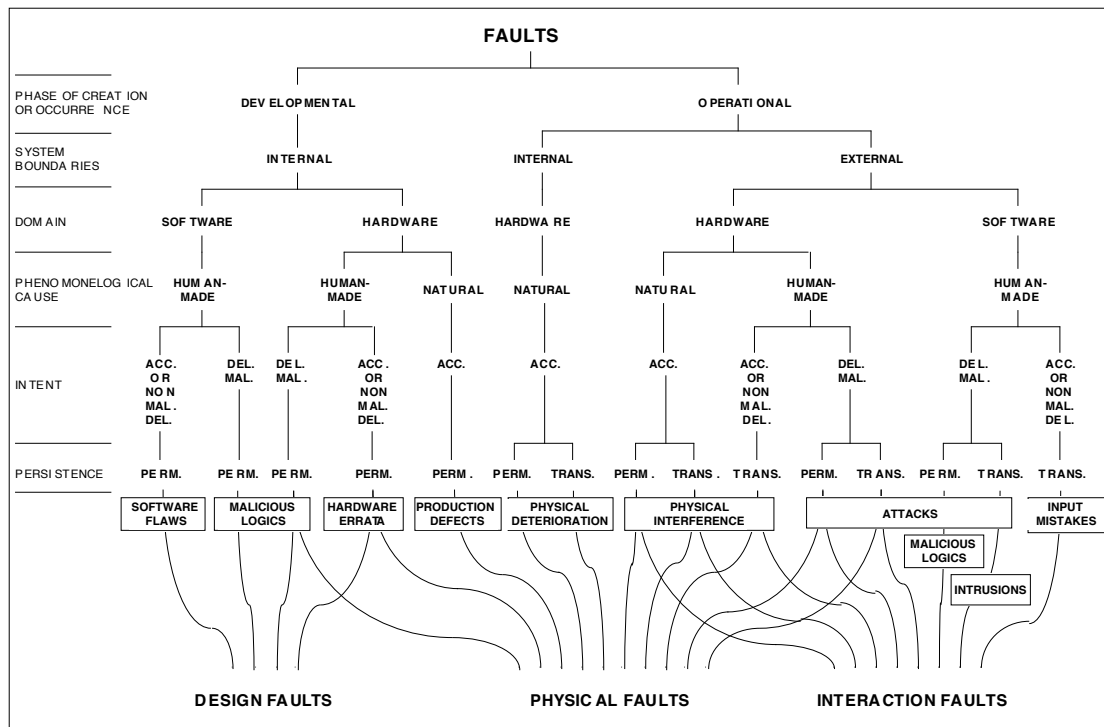 FAULTS
PHASE OF CREATION
OR OCCURRENCE
DEVELOPMENTAL OPERATIONAL
SYSTEM
BOUNDARIES
INTERNAL INTERNAL EXTERNAL
DOMAIN SOFTWARE HARDWARE HARDWARE HARDWARE SOFTWARE
PHENOMONELOGICAL
CAUSE
HUMAN-
MADE
HUMAN-
MADE
NATURAL NATURAL NATURAL
HUMAN-
MADE
HUMAN-
MADE
INTENT
ACC.
OR
NON
MAL.
DEL.
DEL.
MAL.
DEL.
MAL.
ACC.
OR
NON
MAL.
DEL.
ACC. ACC. ACC.
ACC.
OR
NON
MAL.
DEL.
DEL.
MAL.
DEL.
MAL.
ACC.
OR
NON
MAL.
DEL.
PERSISTENCE PERM. PERM. PERM. PERM. PERM. PERM. TRANS. PERM. TRANS. TRANS. PERM. TRANS. PERM. TRANS. TRANS.
SOFTWARE
FLAWS
MALICIOUS
LOGICS
HARDWARE
ERRATA
PRODUCTION
DEFECTS
PHYSICAL
DETERIORATION
PHYSICAL
INTERFERENCE
ATTACKS
INPUT
MISTAKES
MALICIOUS
LOGICS
INTRUSIONS
DESIGN FAULTS PHYSICAL FAULTS INTERACTION FAULTS